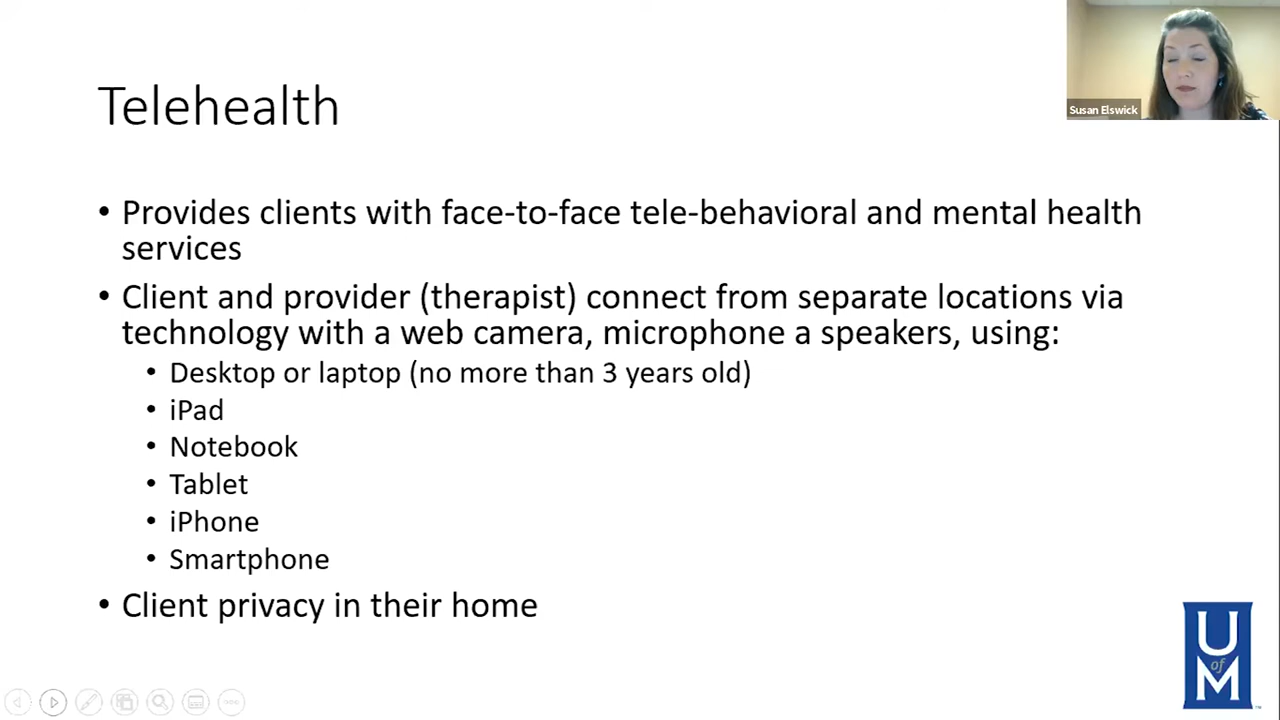 Susan Elswick
Telehealth
• Provides clients with face-to-face tele-behavioral and mental health
services
• Client and provider (therapist) connect from separate locations via
technology with a web camera, microphone a speakers, using:
• Desktop or laptop (no more than 3 years old)
• iPad
• Notebook
• Tablet
• iPhone
• Smartphone
• Client privacy in their home
U
of
M